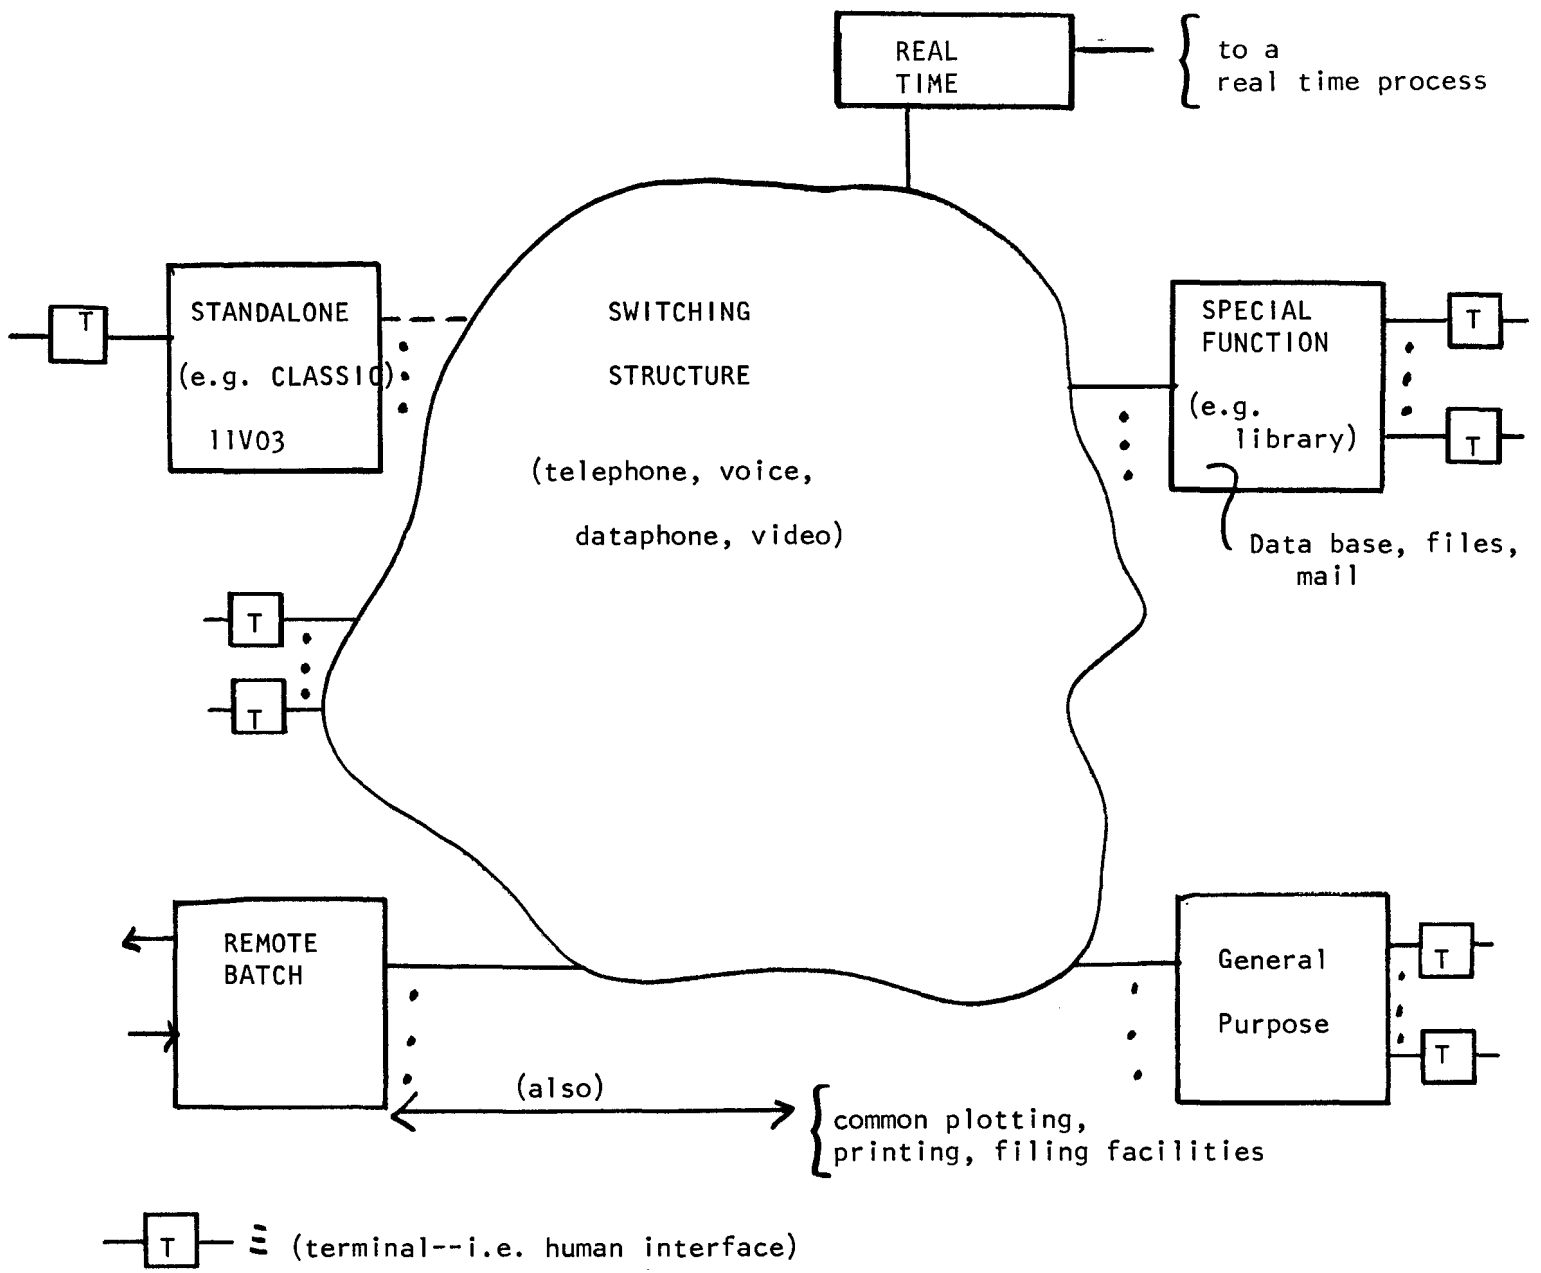 REAL
TIME
to a
real time process
T
STANDALONE
(e.g. CLASSIC)
11V03
SWITCHING
STRUCTURE
(telephone, voice,
dataphone, video)
SPECIAL
FUNCTION
(e.g.
library)
T
T
Data base, files,
mail
T
T
REMOTE
BATCH
General
Purpose
T
T
(also)
common plotting,
printing, filing facilities
T ≡ (terminal--i.e. human interface)